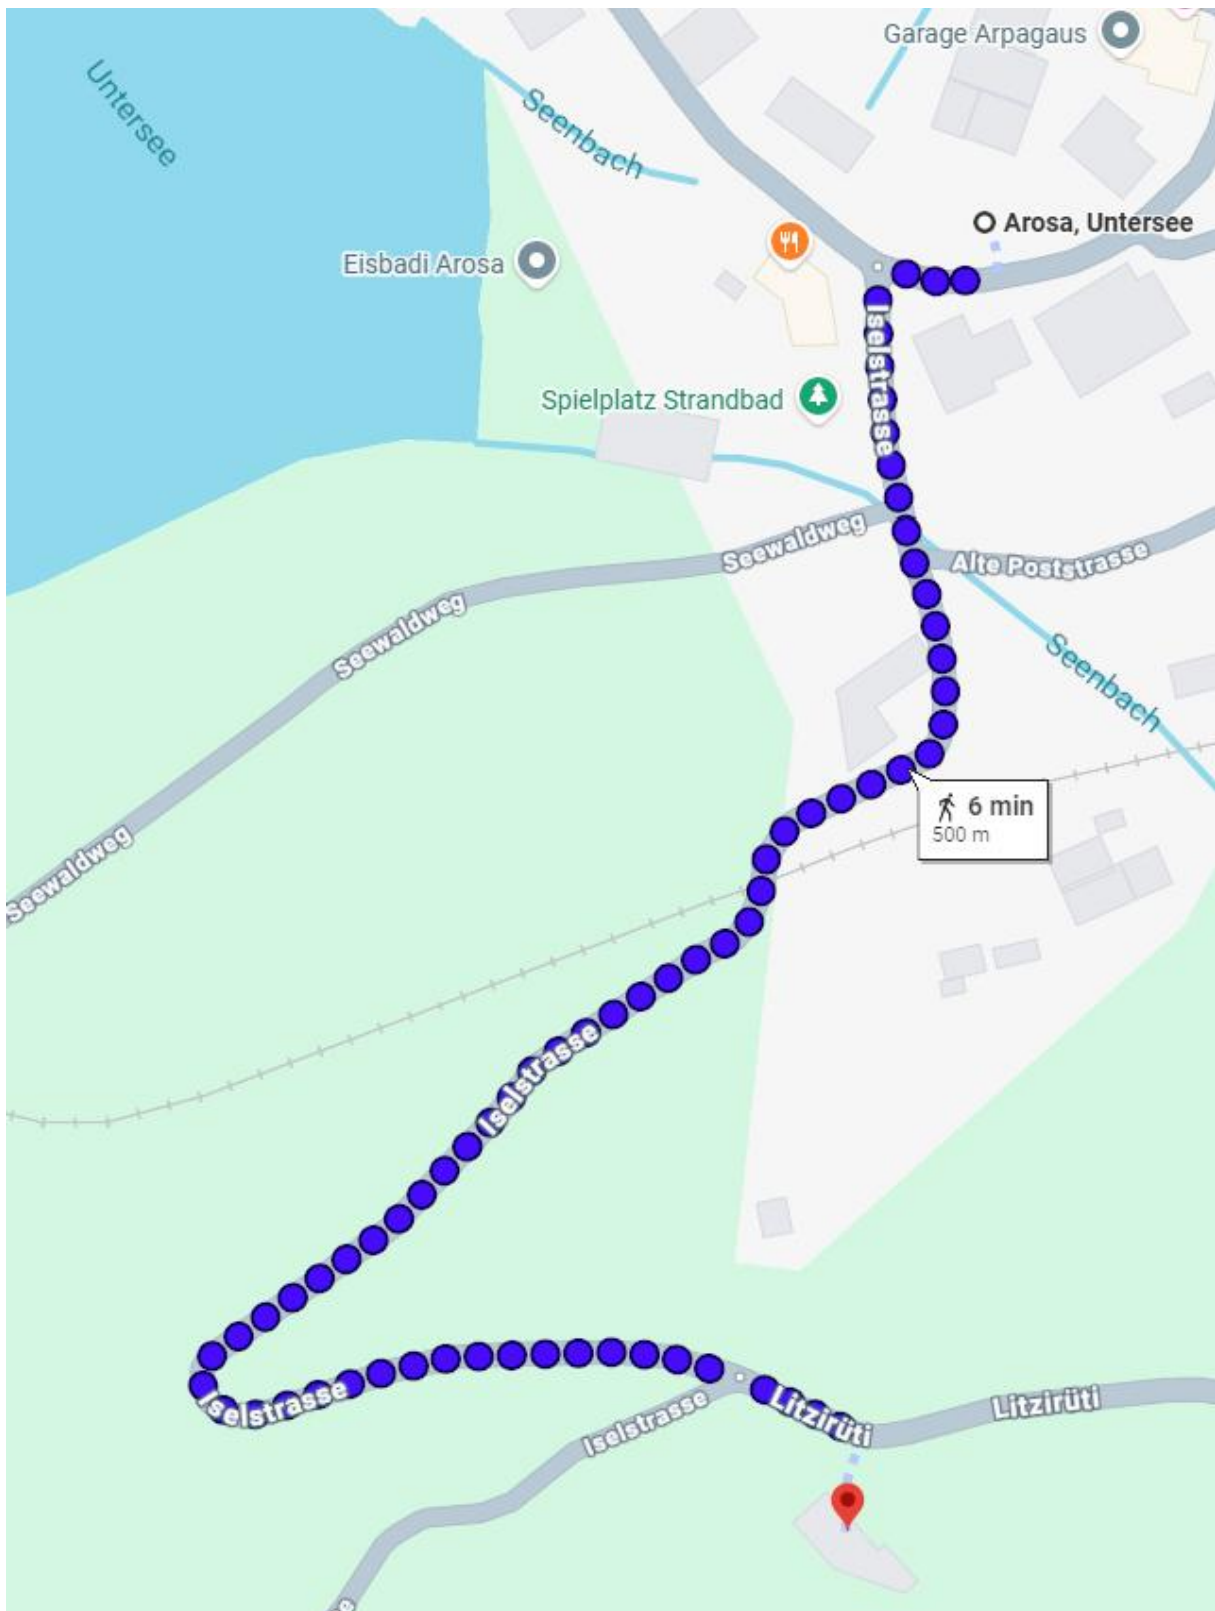 Garage Arpagaus
Untersee
Seenbach
Arosa, Untersee
Eisbadi Arosa
Iselstrasse
Spielplatz Strandbad
Seewaldweg
Alte Poststrasse
Seewaldweg
Seenbach
6 min
500 m
Seewaldweg
Iselstrasse
Iselstrasse
Litzirüti
Litzirüti
Iselstrasse